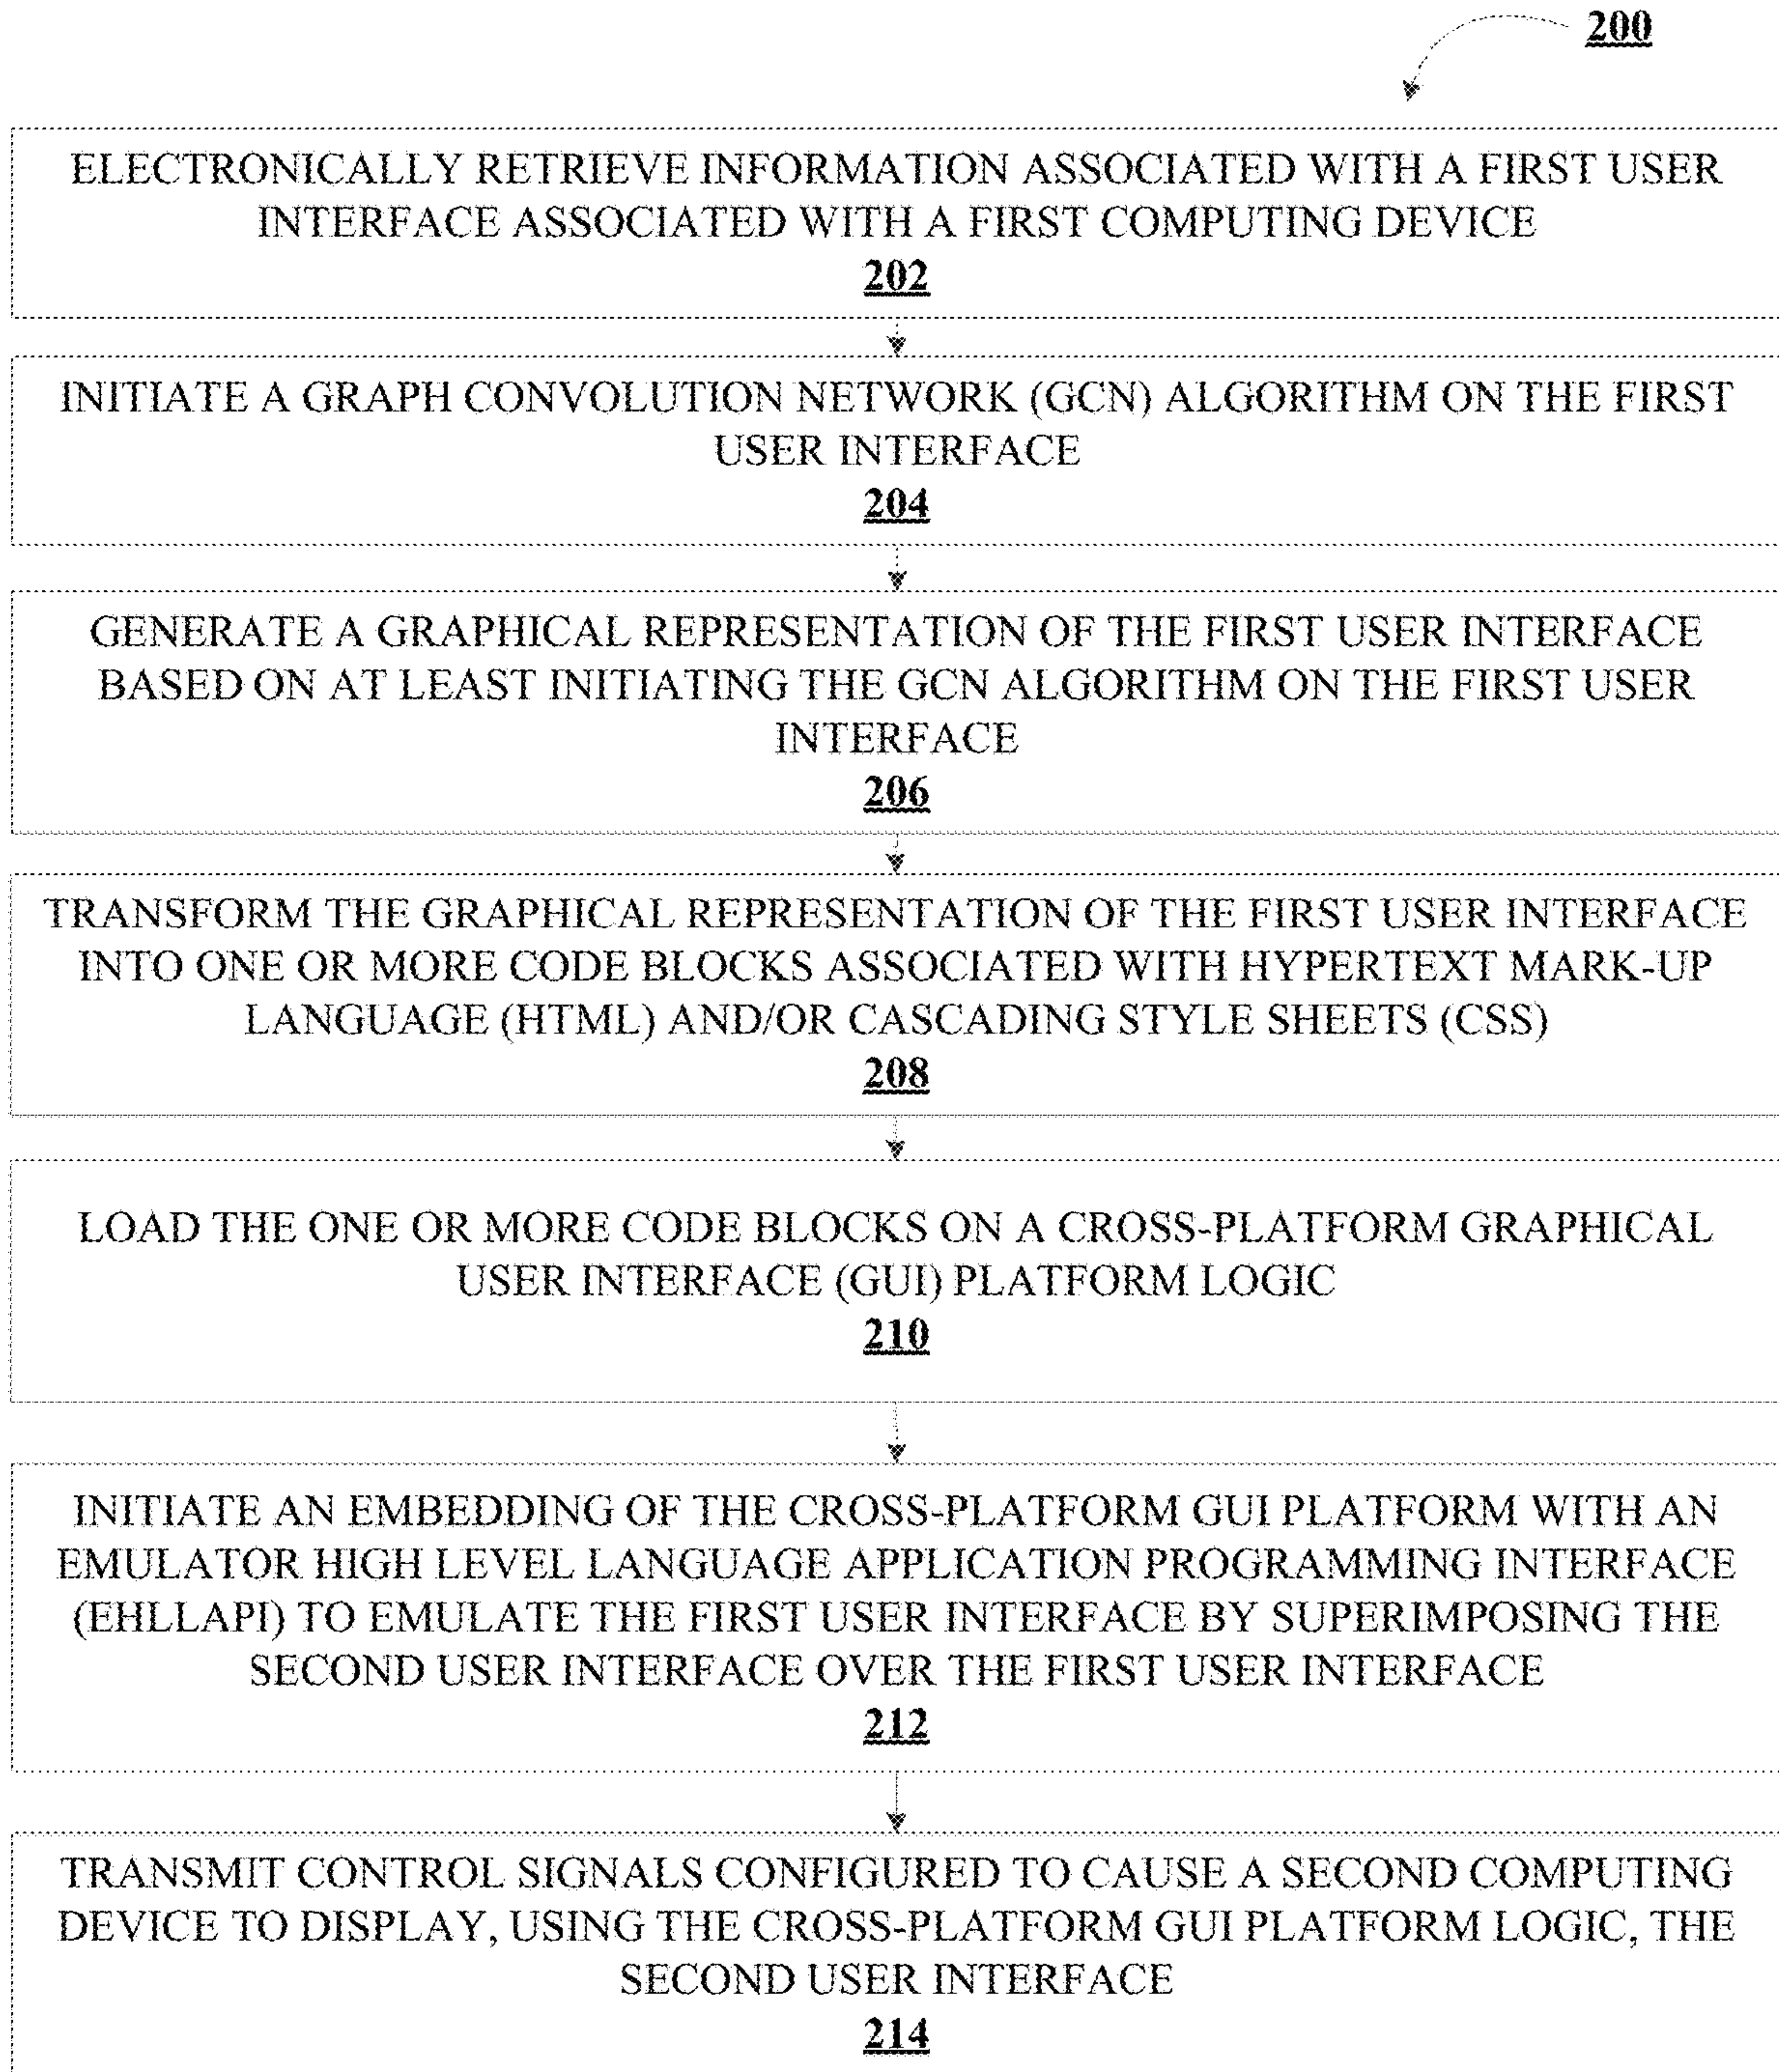 200
ELECTRONICALLY RETRIEVE INFORMATION ASSOCIATED WITH A FIRST USER
INTERFACE ASSOCIATED WITH A FIRST COMPUTING DEVICE
202
INITIATE A GRAPH CONVOLUTION NETWORK (GCN) ALGORITHM ON THE FIRST
USER INTERFACE
204
GENERATE A GRAPHICAL REPRESENTATION OF THE FIRST USER INTERFACE
BASED ON AT LEAST INITIATING THE GCN ALGORITHM ON THE FIRST USER
INTERFACE
206
TRANSFORM THE GRAPHICAL REPRESENTATION OF THE FIRST USER INTERFACE
INTO ONE OR MORE CODE BLOCKS ASSOCIATED WITH HYPERTEXT MARK-UP
LANGUAGE (HTML) AND/OR CASCADING STYLE SHEETS (CSS)
208
LOAD THE ONE OR MORE CODE BLOCKS ON A CROSS-PLATFORM GRAPHICAL
USER INTERFACE (GUI) PLATFORM LOGIC
210
INITIATE AN EMBEDDING OF THE CROSS-PLATFORM GUI PLATFORM WITH AN
EMULATOR HIGH LEVEL LANGUAGE APPLICATION PROGRAMMING INTERFACE
(EHLLAPI) TO EMULATE THE FIRST USER INTERFACE BY SUPERIMPOSING THE
SECOND USER INTERFACE OVER THE FIRST USER INTERFACE
212
TRANSMIT CONTROL SIGNALS CONFIGURED TO CAUSE A SECOND COMPUTING
DEVICE TO DISPLAY, USING THE CROSS-PLATFORM GUI PLATFORM LOGIC, THE
SECOND USER INTERFACE
214